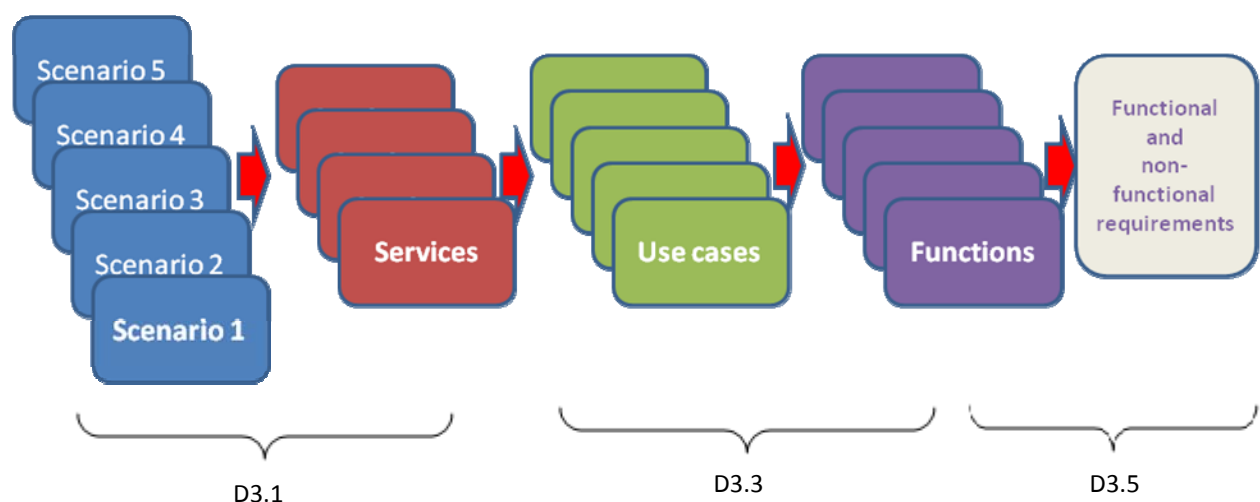 Scenario 5
Scenario 4
Scenario 3
Scenario 2
Scenario 1
Services
Use cases
Functions
Functional
and
non-
functional
requirements
D3.1
D3.3
D3.5